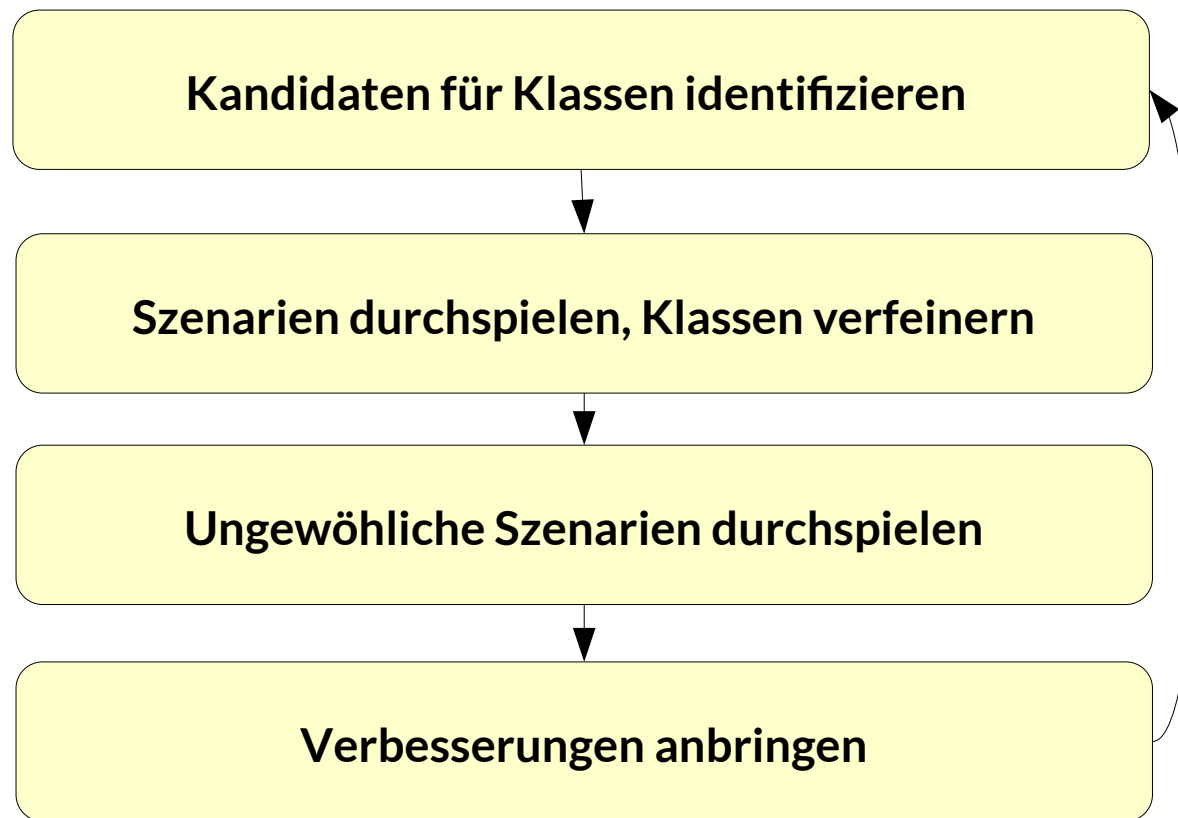 Kandidaten für Klassen identifizieren
Szenarien durchspielen, Klassen verfeinern
Ungewöhliche Szenarien durchspielen
Verbesserungen anbringen